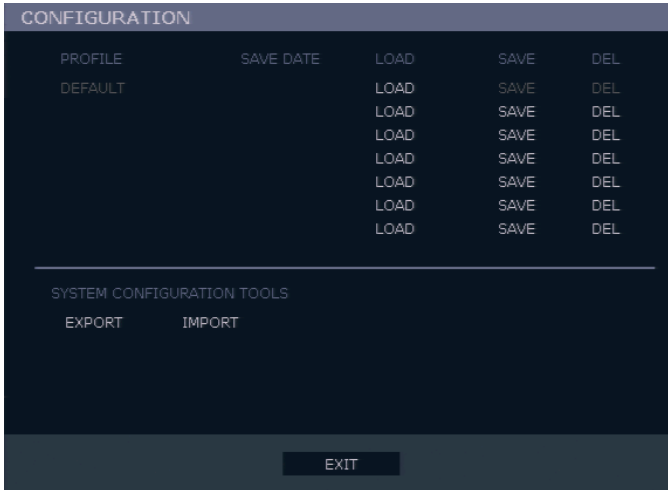 CONFIGURATION
PROFILE SAVE DATE LOAD SAVE DEL
DEFAULT LOAD SAVE DEL
LOAD SAVE DEL
LOAD SAVE DEL
LOAD SAVE DEL
LOAD SAVE DEL
LOAD SAVE DEL
LOAD SAVE DEL
SYSTEM CONFIGURATION TOOLS
EXPORT IMPORT
EXIT